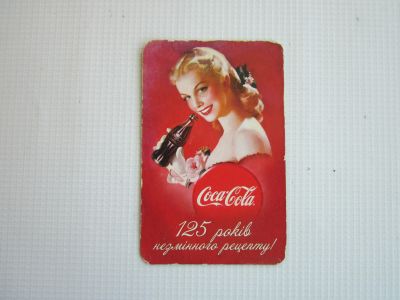 Coca-Cola
125 років
незмінного рецепту!